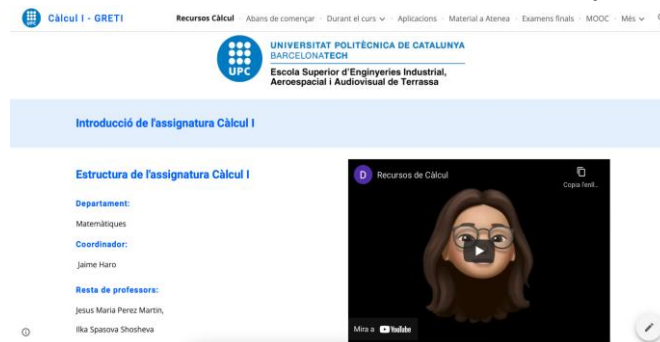 UPC
Càlcul I - GRETI
Recursos Càlcul
Abans de començar
Durant el curs
Aplicacions
Material a Atenea
Examens finals
MOOC
Més
UPC
UNIVERSITAT POLITÈCNICA DE CATALUNYA
BARCELONATECH
Escola Superior d'Enginyeries Industrial,
Aeroespacial i Audiovisual de Terrassa
Introducció de l'assignatura Càlcul I
Estructura de l'assignatura Càlcul I
Departament:
Matemàtiques
Coordinador:
Jaime Haro
Resta de professors:
Jesus Maria Perez Martin,
Ilka Spasova Shosheva
D
Recursos de Càlcul
Copia l'enll...
Mira a YouTube